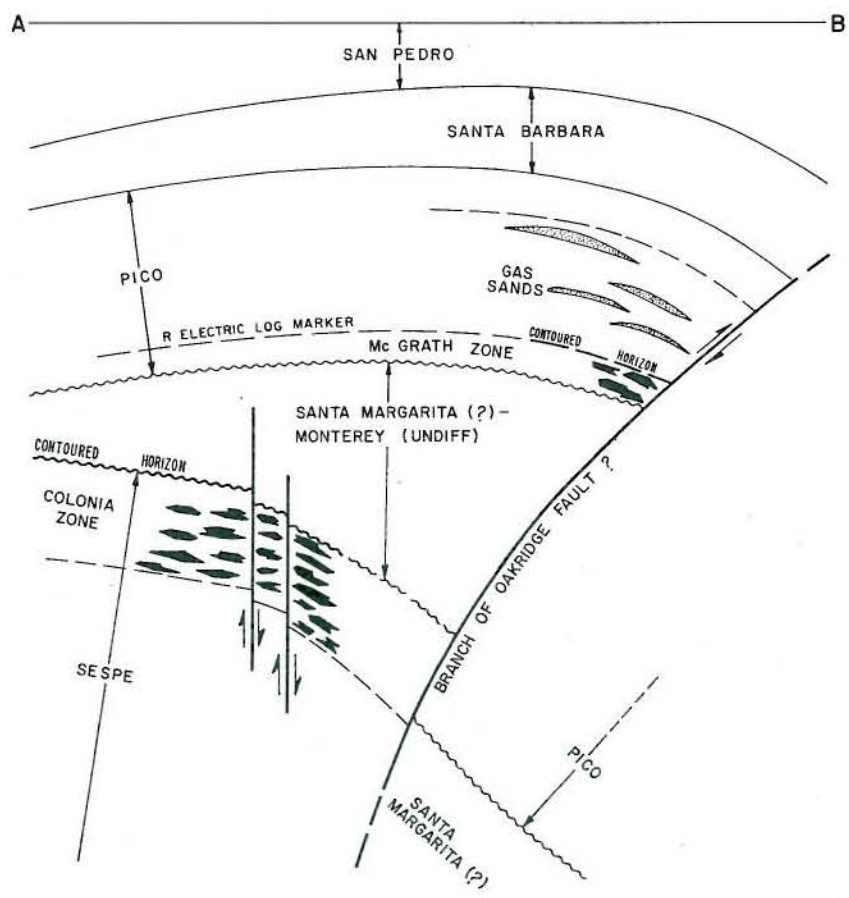 A
B
SAN PEDRO
SANTA BARBARA
PICO
GAS
SANDS
R ELECTRIC LOG MARKER
Mc GRATH ZONE
CONTOURED
HORIZON
SANTA MARGARITA (?)-
MONTEREY (UNDIFF)
CONTOURED HORIZON
COLONIA
ZONE
SESPE
BRANCH OF OAKRIDGE FAULT ?
PICO
SANTA
MARGARITA (?)